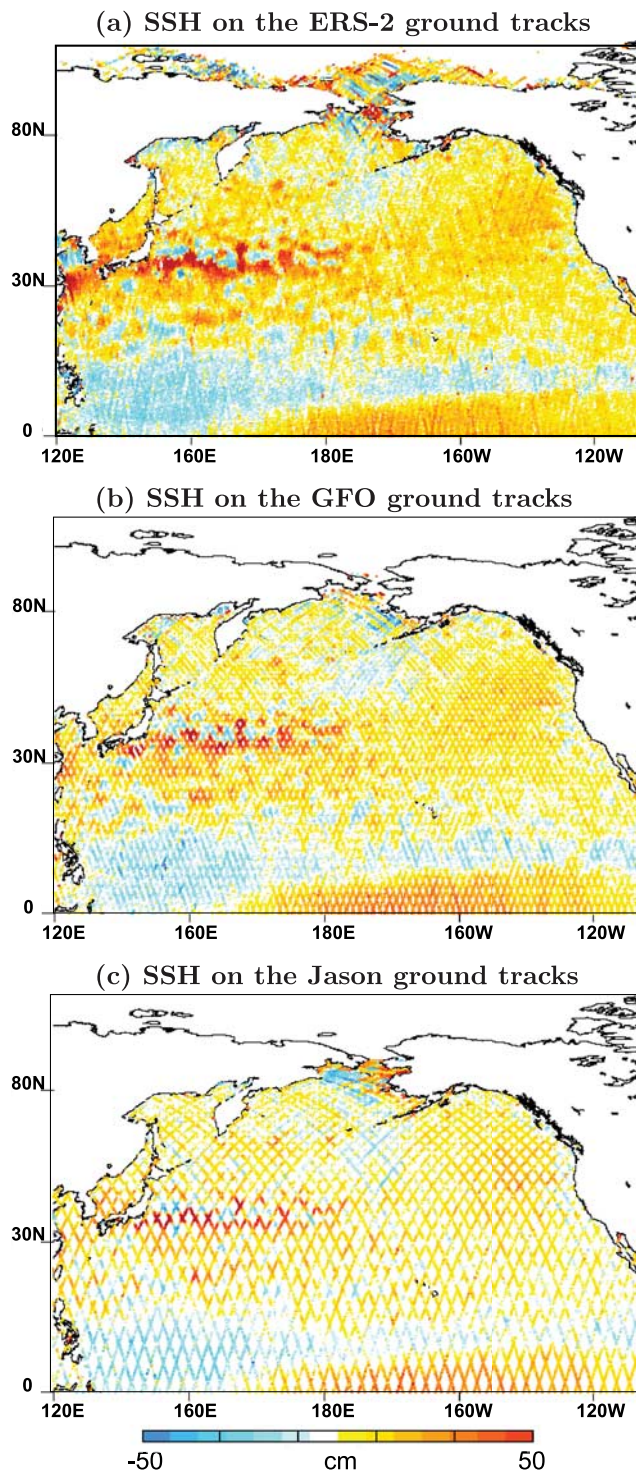 (a) SSH on the ERS-2 ground tracks
80N
30N
0
120E 160E 180E 160W 120W
(b) SSH on the GFO ground tracks
80N
30N
0
120E 160E 180E 160W 120W
(c) SSH on the Jason ground tracks
80N
30N
0
120E 160E 180E 160W 120W
-50 cm 50